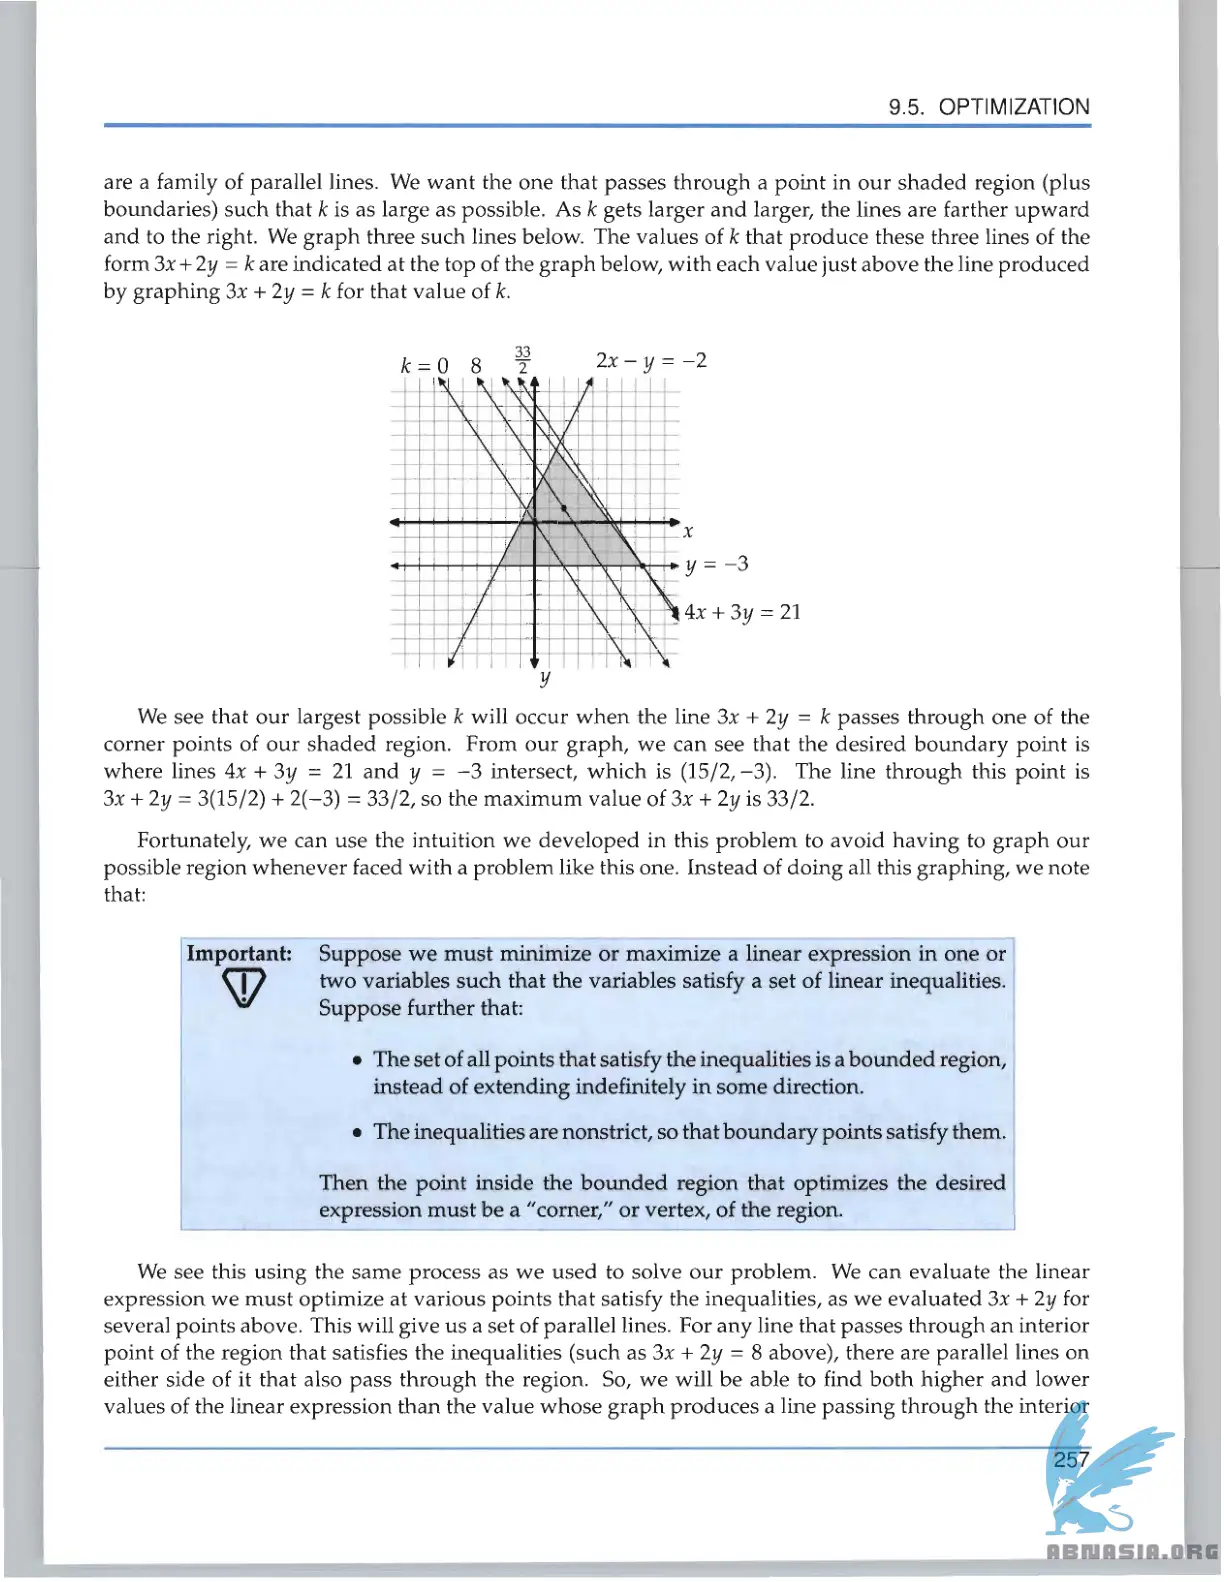 9.5. OPTIMIZATION
are a family of parallel lines. We want the one that passes through a point in our shaded region (plus
boundaries) such that k is as large as possible. As k gets larger and larger, the lines are farther upward
and to the right. We graph three such lines below. The values of k that produce these three lines of the
form 3x + 2y = k are indicated at the top of the graph below, with each value just above the line produced
by graphing 3x + 2y = k for that value of k.
k = 0 8 33/2 2x − y = −2
x
y = −3
4x + 3y = 21
y
We see that our largest possible k will occur when the line 3x + 2y = k passes through one of the
corner points of our shaded region. From our graph, we can see that the desired boundary point is
where lines 4x + 3y = 21 and y = −3 intersect, which is (15/2, −3). The line through this point is
3x + 2y = 3(15/2) + 2(−3) = 33/2, so the maximum value of 3x + 2y is 33/2.
Fortunately, we can use the intuition we developed in this problem to avoid having to graph our
possible region whenever faced with a problem like this one. Instead of doing all this graphing, we note
that:
Important: Suppose we must minimize or maximize a linear expression in one or
two variables such that the variables satisfy a set of linear inequalities.
Suppose further that:
• The set of all points that satisfy the inequalities is a bounded region,
instead of extending indefinitely in some direction.
• The inequalities are nonstrict, so that boundary points satisfy them.
Then the point inside the bounded region that optimizes the desired
expression must be a "corner," or vertex, of the region.
We see this using the same process as we used to solve our problem. We can evaluate the linear
expression we must optimize at various points that satisfy the inequalities, as we evaluated 3x + 2y for
several points above. This will give us a set of parallel lines. For any line that passes through an interior
point of the region that satisfies the inequalities (such as 3x + 2y = 8 above), there are parallel lines on
either side of it that also pass through the region. So, we will be able to find both higher and lower
values of the linear expression than the value whose graph produces a line passing through the interior
257
ABNASIA.ORG